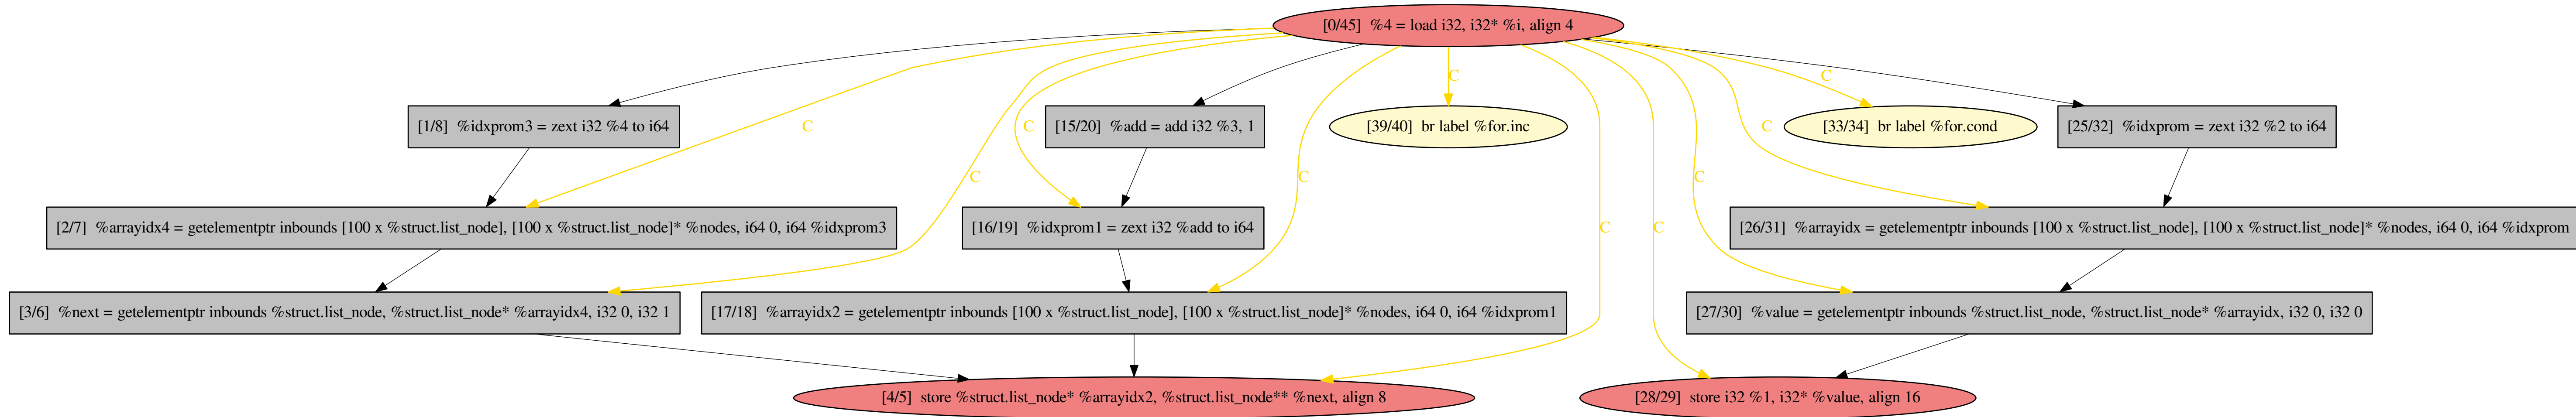 [0/45] %4 = load i32, i32* %i, align 4
C
C
[1/8] %idxprom3 = zext i32 %4 to i64
C
C
[15/20] %add = add i32 %3, 1
[39/40] br label %for.inc
C
[33/34] br label %for.cond
[25/32] %idxprom = zext i32 %2 to i64
C
C
C
[2/7] %arrayidx4 = getelementptr inbounds [100 x %struct.list_node], [100 x %struct.list_node]* %nodes, i64 0, i64 %idxprom3
[16/19] %idxprom1 = zext i32 %add to i64
C
C
[26/31] %arrayidx = getelementptr inbounds [100 x %struct.list_node], [100 x %struct.list_node]* %nodes, i64 0, i64 %idxprom
[3/6] %next = getelementptr inbounds %struct.list_node, %struct.list_node* %arrayidx4, i32 0, i32 1
[17/18] %arrayidx2 = getelementptr inbounds [100 x %struct.list_node], [100 x %struct.list_node]* %nodes, i64 0, i64 %idxprom1
[27/30] %value = getelementptr inbounds %struct.list_node, %struct.list_node* %arrayidx, i32 0, i32 0
[4/5] store %struct.list_node* %arrayidx2, %struct.list_node** %next, align 8
[28/29] store i32 %1, i32* %value, align 16